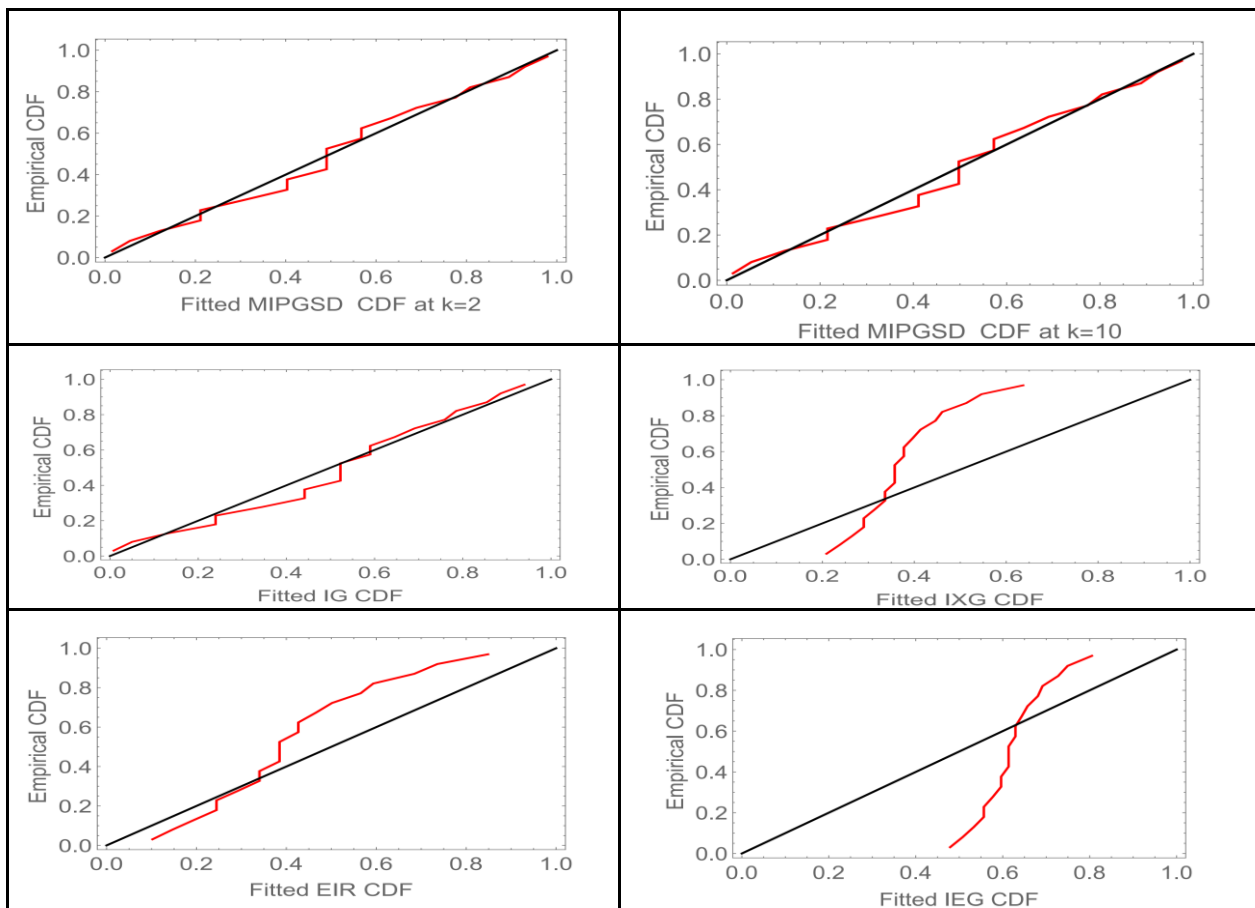 Empirical CDF
1.0
0.8
0.6
0.4
0.2
0.0
0.0 0.2 0.4 0.6 0.8 1.0
Fitted MIPGSD CDF at k=2
Empirical CDF
1.0
0.8
0.6
0.4
0.2
0.0
0.0 0.2 0.4 0.6 0.8 1.0
Fitted MIPGSD CDF at k=10
Empirical CDF
1.0
0.8
0.6
0.4
0.2
0.0
0.0 0.2 0.4 0.6 0.8 1.0
Fitted IG CDF
Empirical CDF
1.0
0.8
0.6
0.4
0.2
0.0
0.0 0.2 0.4 0.6 0.8 1.0
Fitted IXG CDF
Empirical CDF
1.0
0.8
0.6
0.4
0.2
0.0
0.0 0.2 0.4 0.6 0.8 1.0
Fitted EIR CDF
Empirical CDF
1.0
0.8
0.6
0.4
0.2
0.0
0.0 0.2 0.4 0.6 0.8 1.0
Fitted IEG CDF